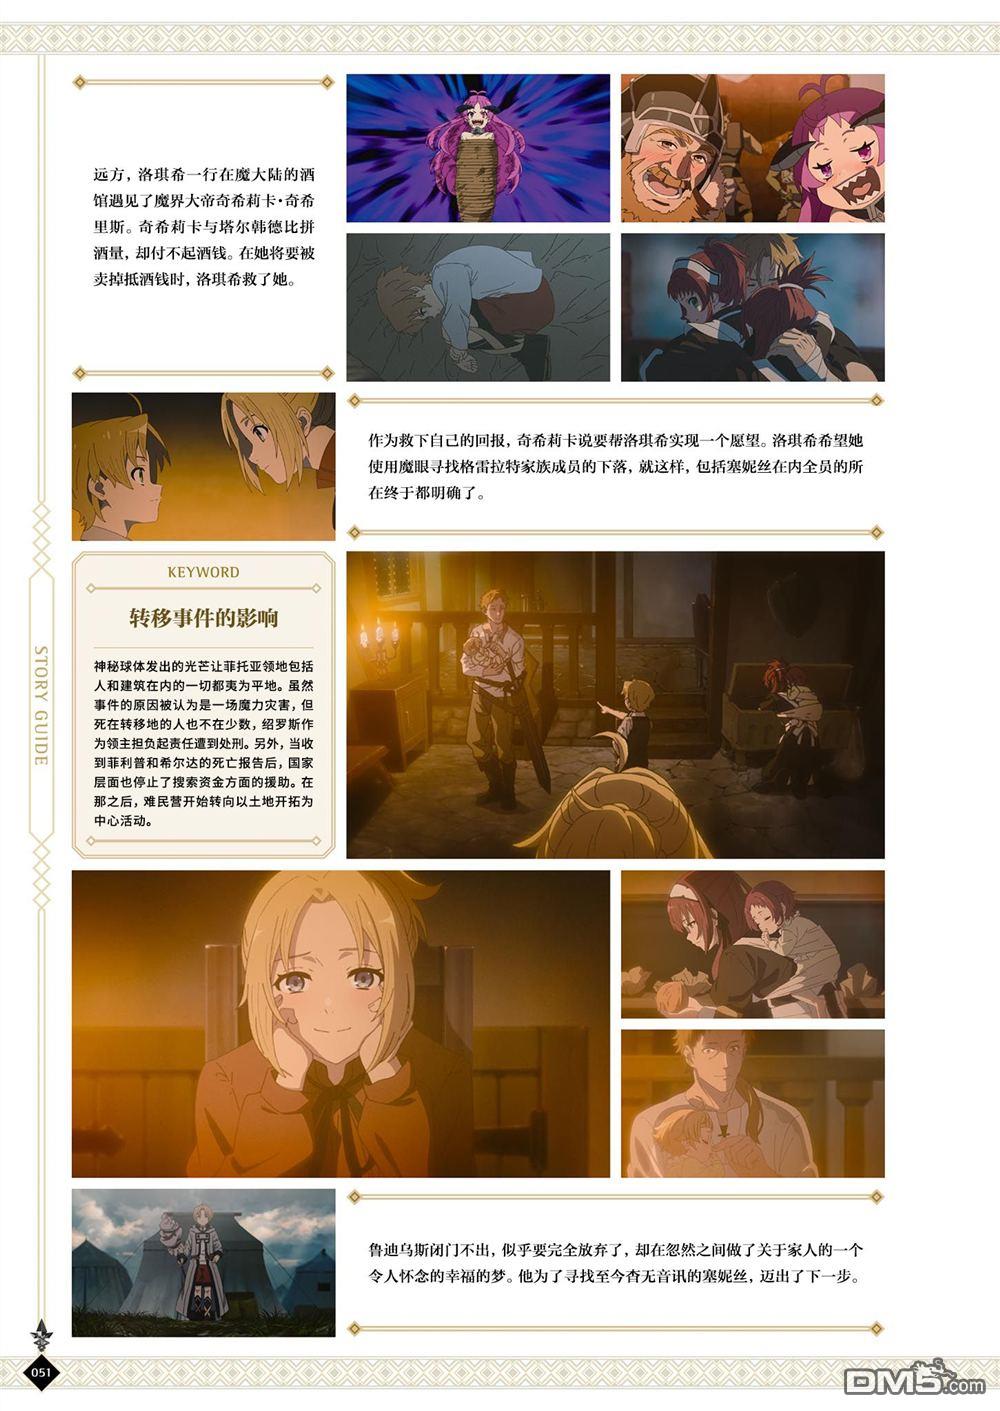 远方，洛琪希一行在魔大陆的酒
馆遇见了魔界大帝奇希莉卡·奇希
里斯。奇希莉卡与塔尔韩德比拼
酒量，却付不起酒钱。在她将要被
卖掉抵酒钱时，洛琪希救了她。
作为救下自己的回报，奇希莉卡说要帮洛琪希实现一个愿望。洛琪希希望她
使用魔眼寻找格雷拉特家族成员的下落，就这样，包括塞妮丝在内全员的所
在终于都明确了。
KEYWORD
转移事件的影响
神秘球体发出的光芒让菲托亚领地包括
人和建筑在内的一切都夷为平地。虽然
事件的原因被认为是一场魔力灾害，但
死在转移地的人也不在少数，绍罗斯作
为领主担负起责任遭到处刑。另外，当收
到菲利普和希尔达的死亡报告后，国家
层面也停止了搜索资金方面的援助。在
那之后，难民营开始转向以土地开拓为
中心活动。
STORY GUIDE
鲁迪乌斯闭门不出，似乎要完全放弃了，却在忽然之间做了关于家人的一个
令人怀念的幸福的梦。他为了寻找至今杳无音讯的塞妮丝，迈出了下一步。
051
DM5.com